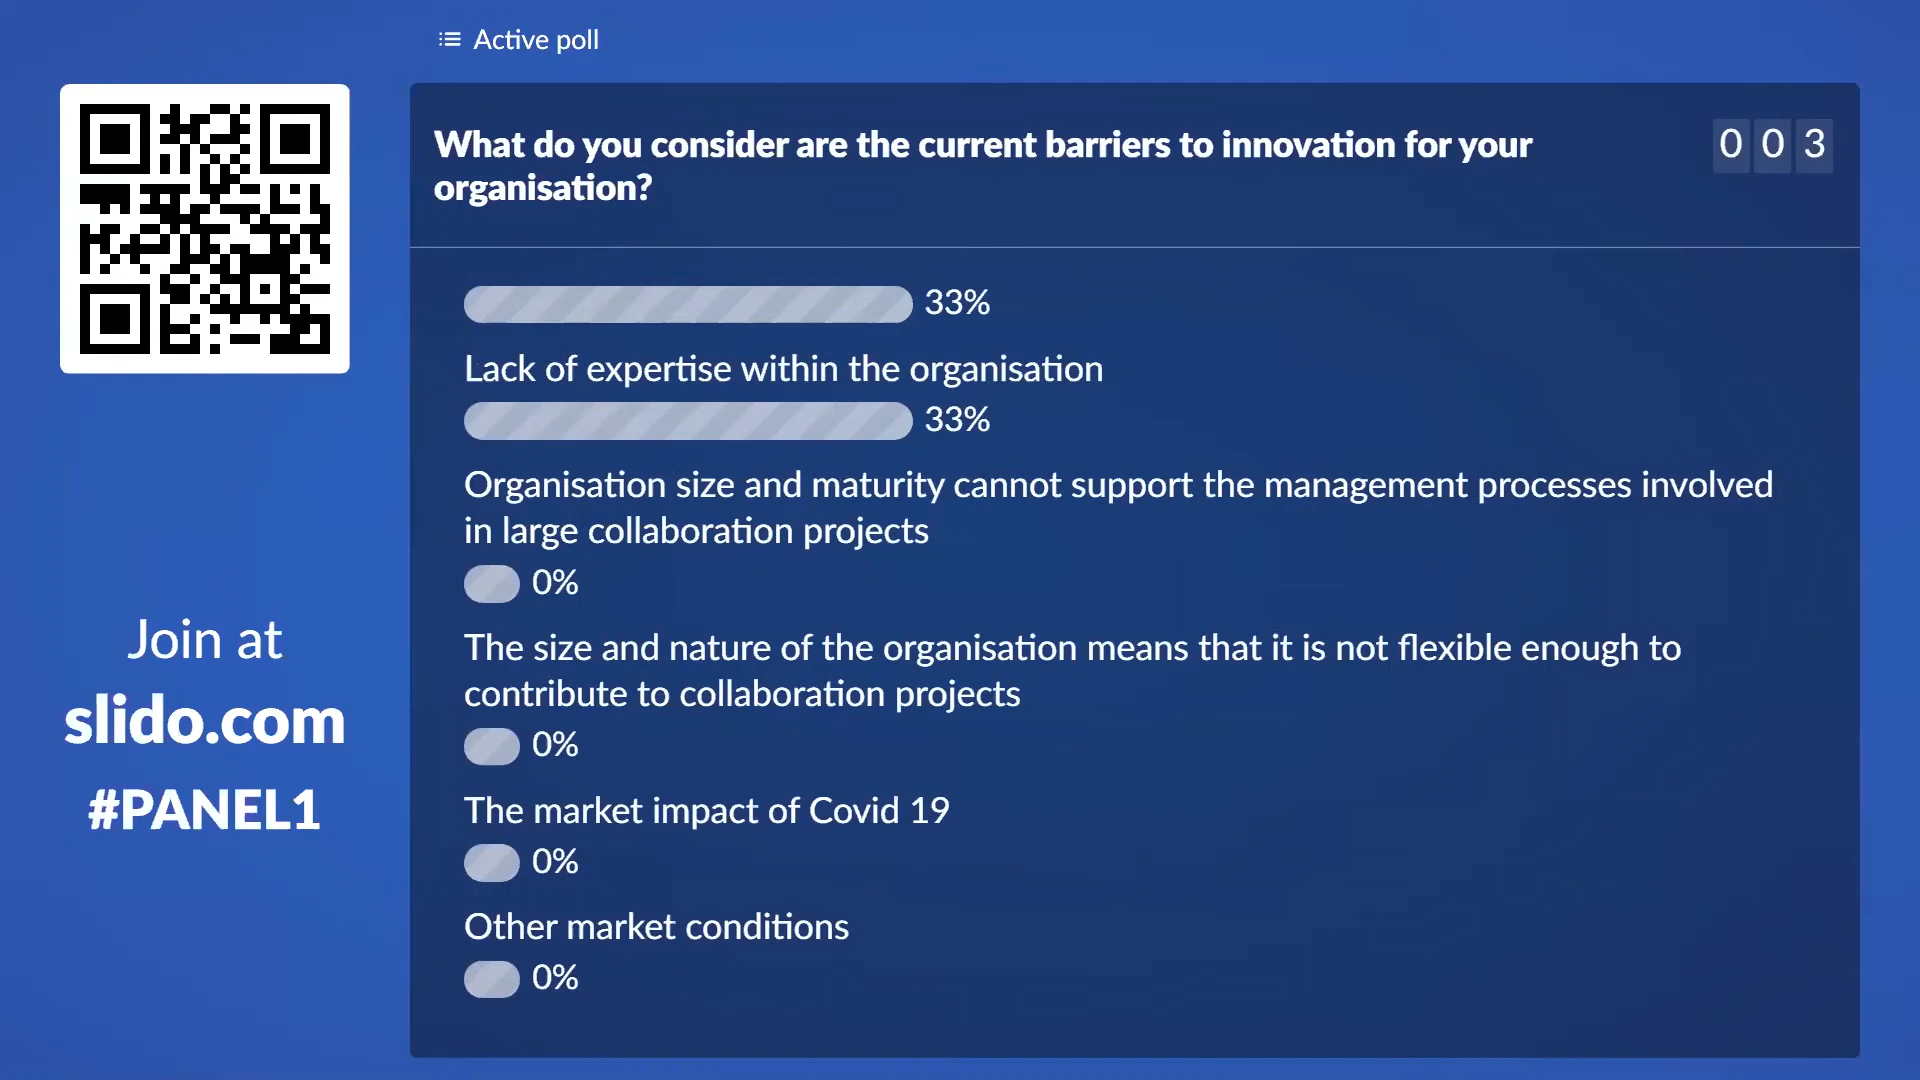 Active poll
What do you consider are the current barriers to innovation for your
organisation?
0 0 3
33%
Lack of expertise within the organisation
33%
Organisation size and maturity cannot support the management processes involved
in large collaboration projects
0%
The size and nature of the organisation means that it is not flexible enough to
contribute to collaboration projects
0%
The market impact of Covid 19
0%
Other market conditions
0%
Join at
slido.com
#PANEL1